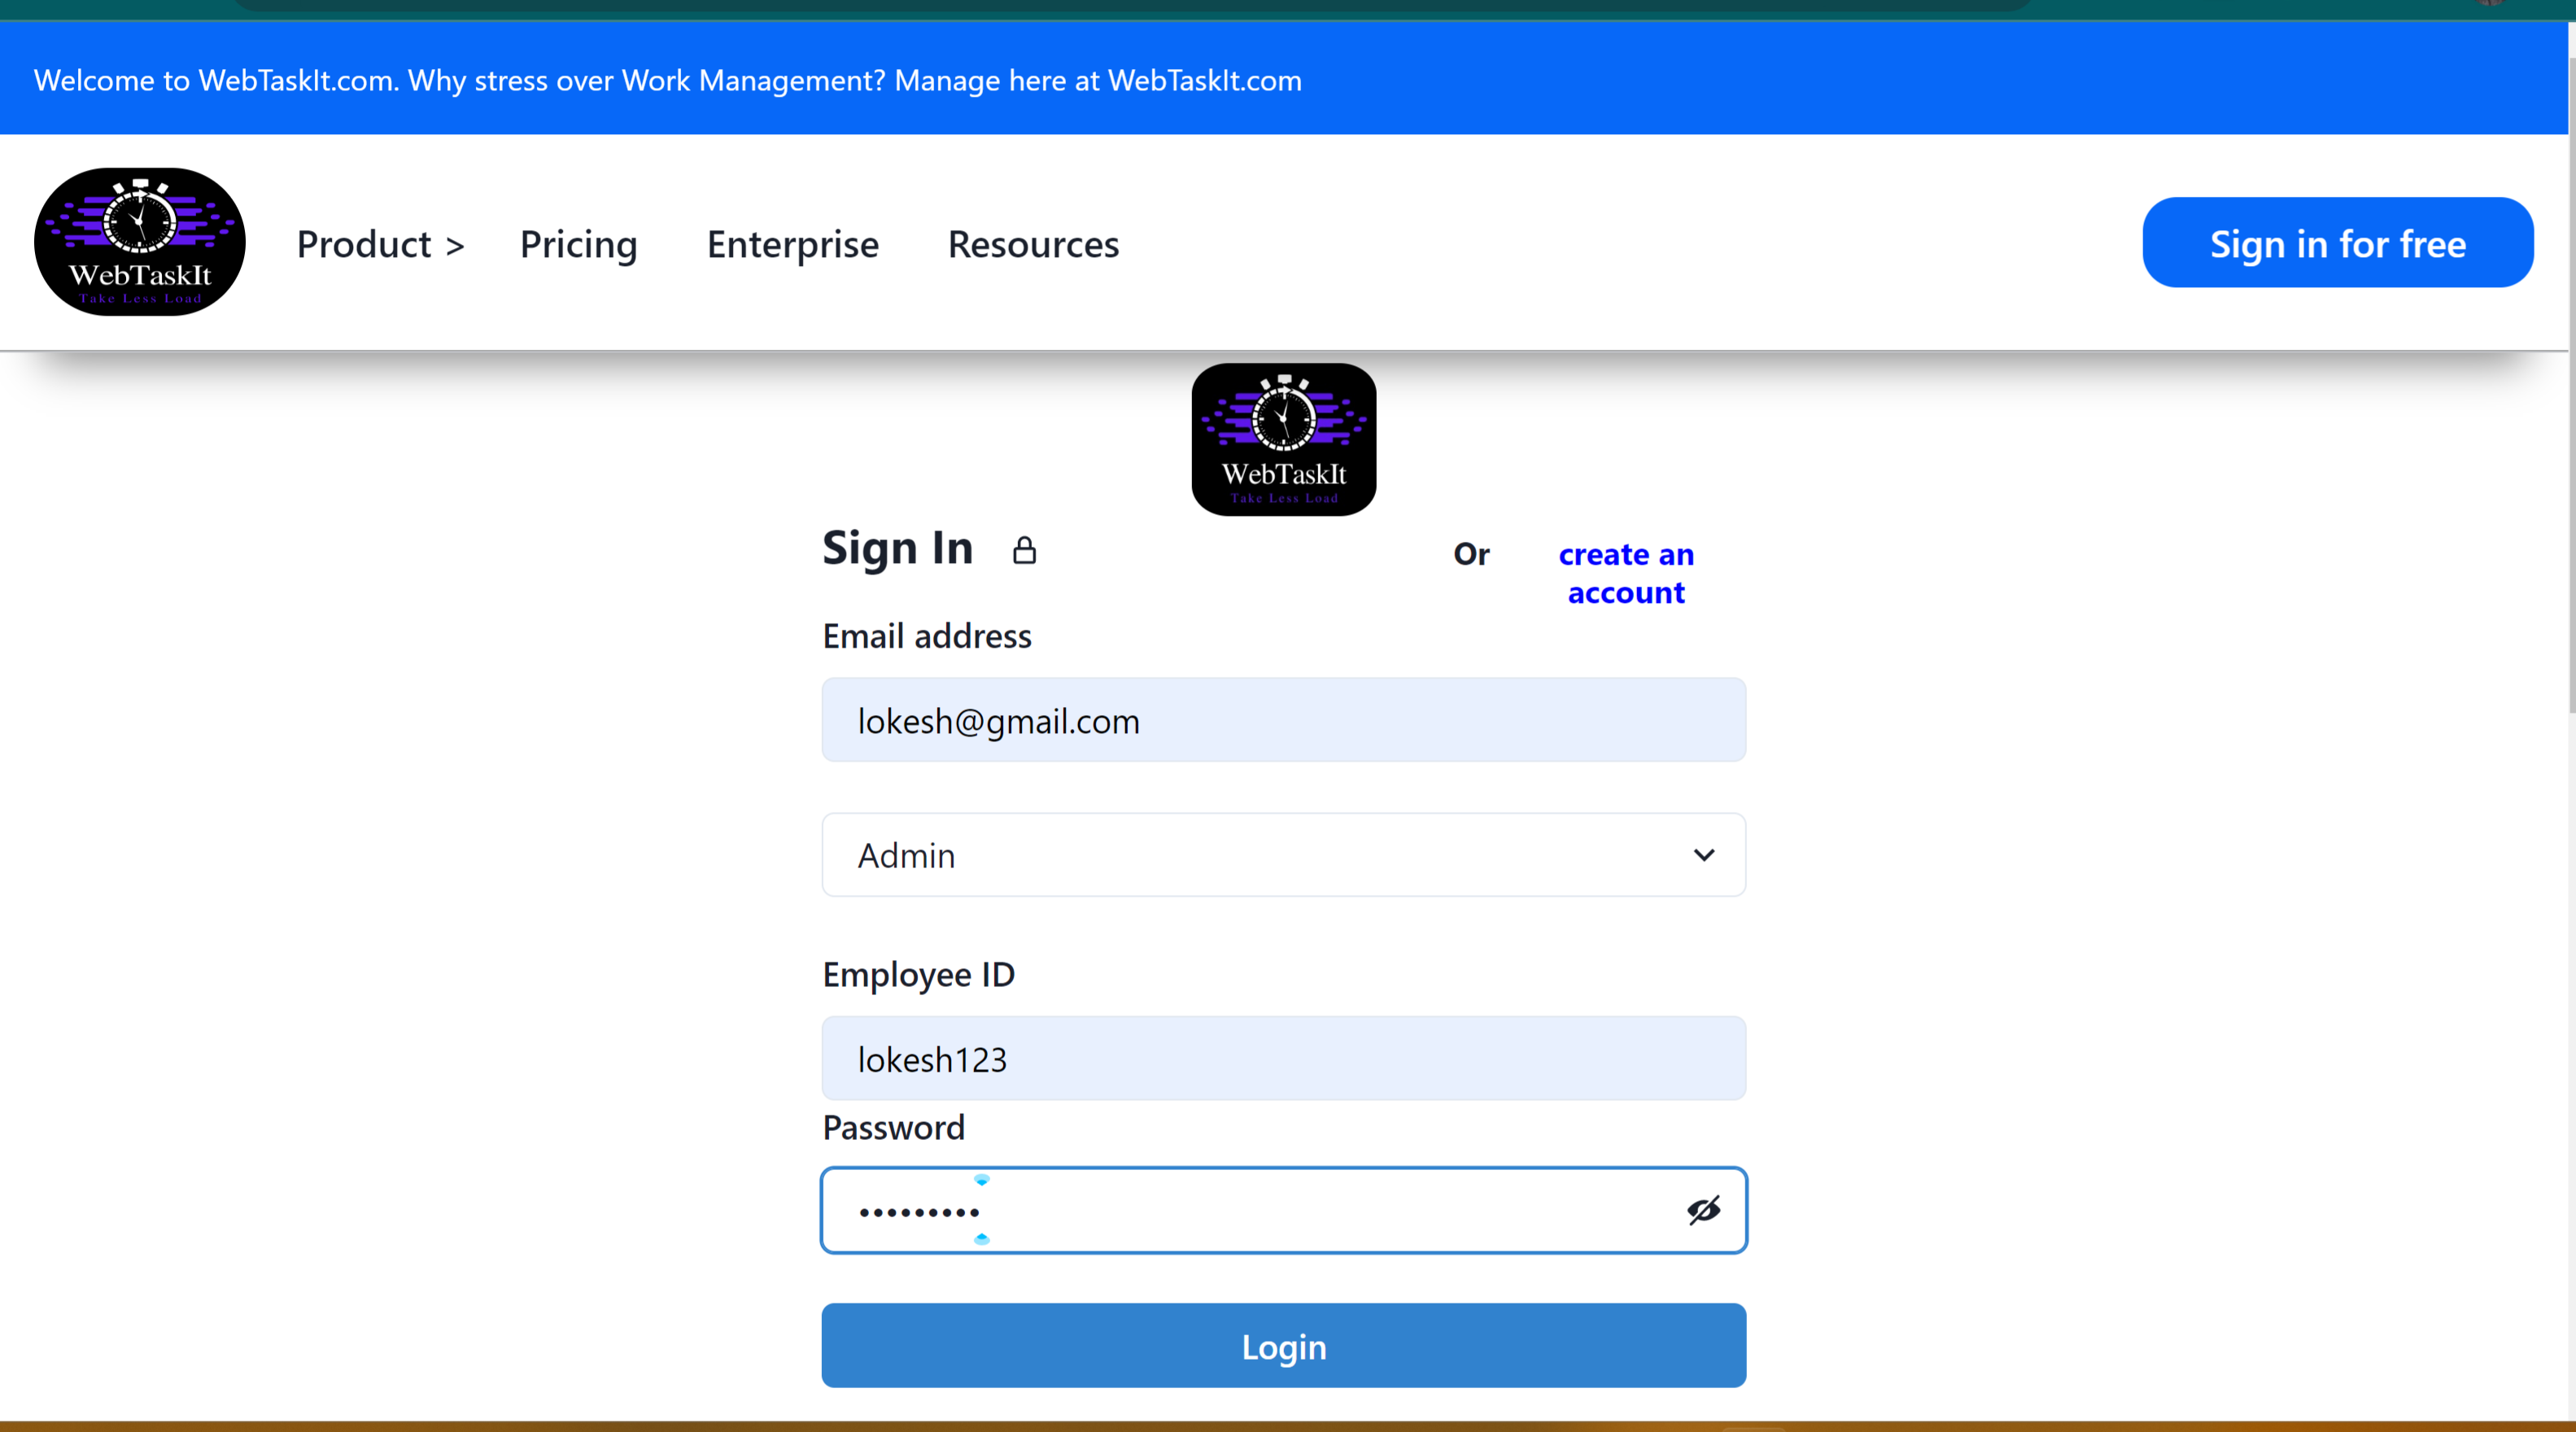 Welcome to WebTaskIt.com. Why stress over Work Management? Manage here at WebTaskIt.com
WebTaskIt
Take Less Load
Product >
Pricing
Enterprise
Resources
Sign in for free
WebTaskIt
Take Less Load
Sign In
Or
create an
account
Email address
lokesh@gmail.com
Admin
Employee ID
lokesh123
Password
•••••••••
Login